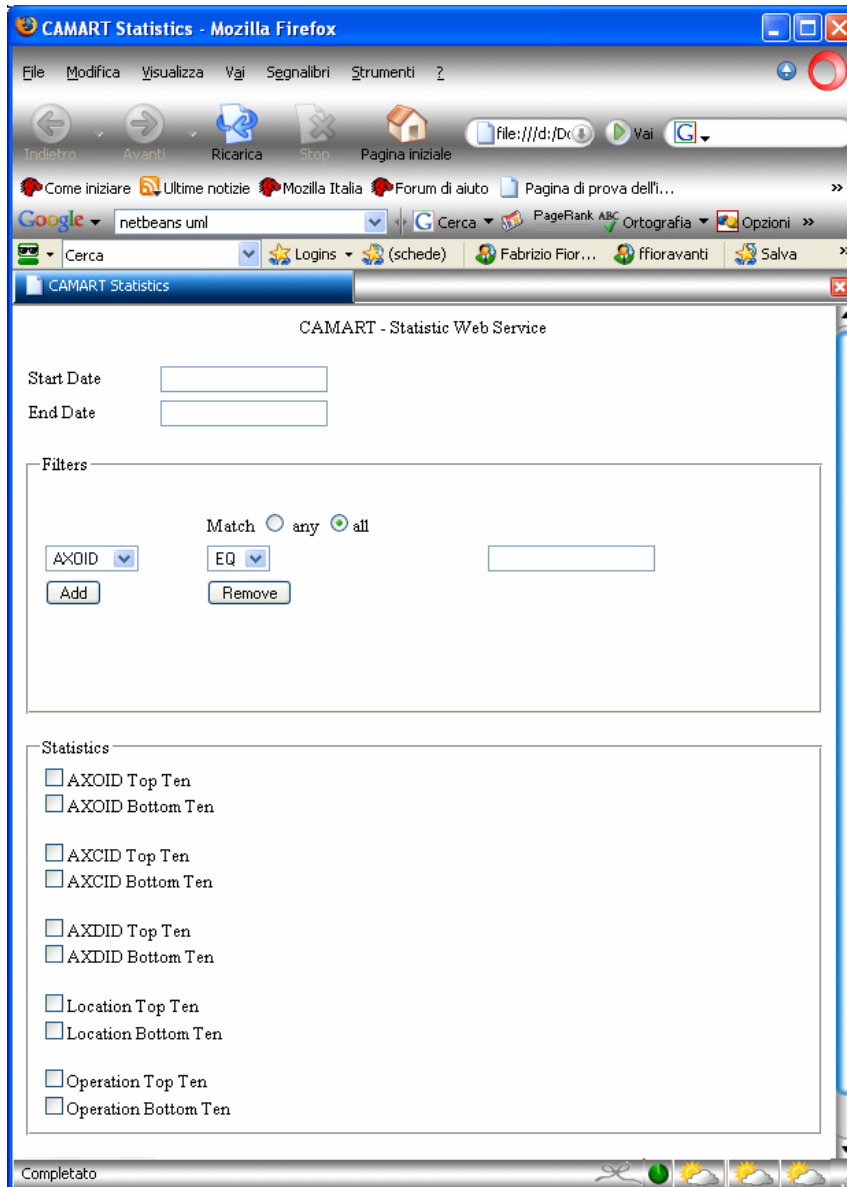 CAMART Statistics - Mozilla Firefox
File Modifica Visualizza Vai Segnalibri Strumenti ?
Indietro Avanti Ricarica Stop Pagina iniziale file:///d:/Do Vai G
Come iniziare Ultime notizie Mozilla Italia Forum di aiuto Pagina di prova dell'i... »
Google netbeans uml G Cerca PageRank ABC Ortografia Opzioni »
Cerca Logins (schede) Fabrizio Fior... ffioravanti Salva »
CAMART Statistics
CAMART - Statistic Web Service
Start Date
End Date
Filters
Match any all
AXOID EQ
Add Remove
Statistics
AXOID Top Ten
AXOID Bottom Ten
AXCID Top Ten
AXCID Bottom Ten
AXDID Top Ten
AXDID Bottom Ten
Location Top Ten
Location Bottom Ten
Operation Top Ten
Operation Bottom Ten
Completato